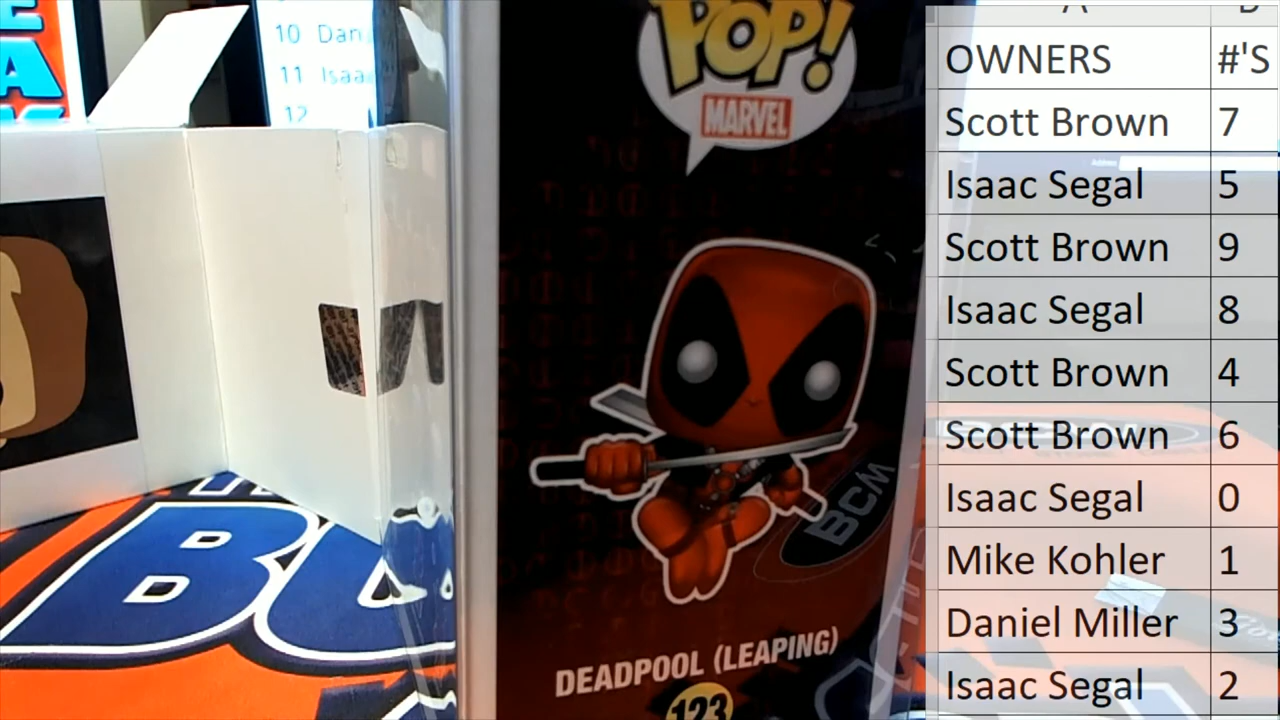 10 Dan
11 Isaa
12
POP!
MARVEL
BCM
DEADPOOL (LEAPING)
123
OWNERS #'S
Scott Brown 7
Isaac Segal 5
Scott Brown 9
Isaac Segal 8
Scott Brown 4
Scott Brown 6
Isaac Segal 0
Mike Kohler 1
Daniel Miller 3
Isaac Segal 2